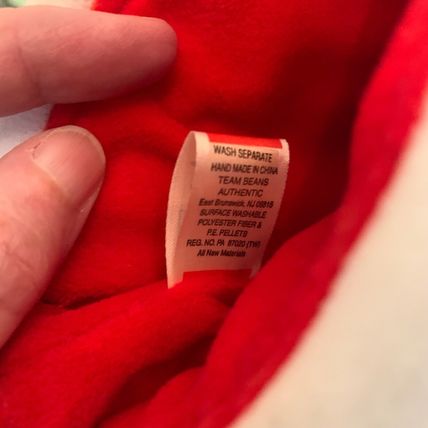 WASH SEPARATE
HAND MADE IN CHINA
TEAM BEANS
AUTHENTIC
East Brunswick, NJ 08816
SURFACE WASHABLE
POLYESTER FIBER &
P.E. PELLETS
REG. NO. PA 87020 (TW)
All New Materials